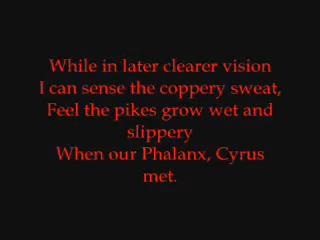 While in later clearer vision
I can sense the coppery sweat,
Feel the pikes grow wet and
slippery
When our Phalanx, Cyrus
met.